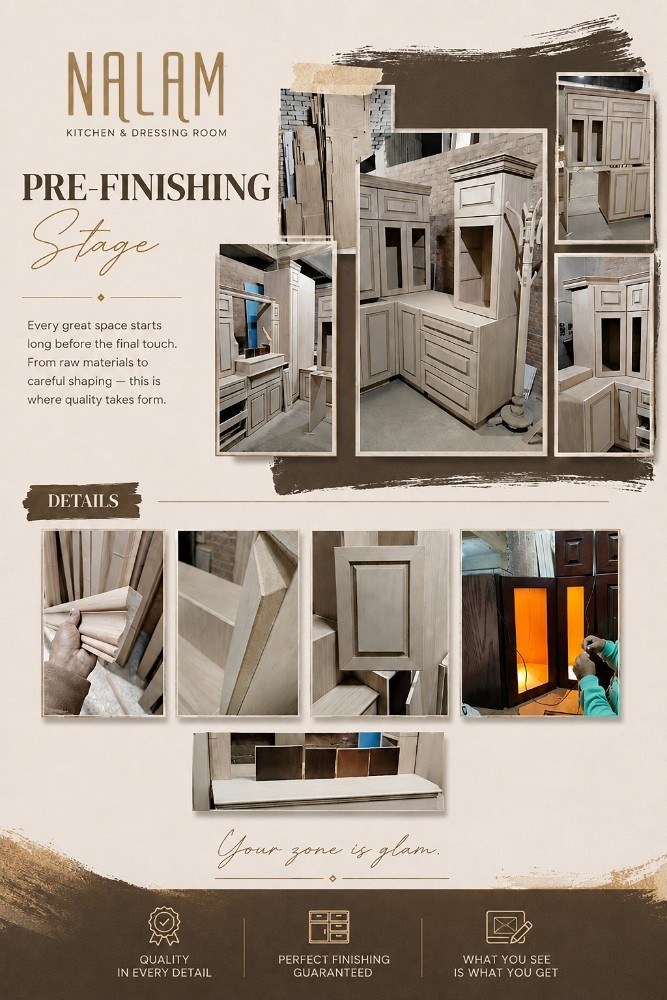 NALAM
KITCHEN & DRESSING ROOM
PRE-FINISHING
Stage
Every great space starts
long before the final touch.
From raw materials to
careful shaping — this is
where quality takes form.
DETAILS
Your zone is glam.
QUALITY
IN EVERY DETAIL
PERFECT FINISHING
GUARANTEED
WHAT YOU SEE
IS WHAT YOU GET